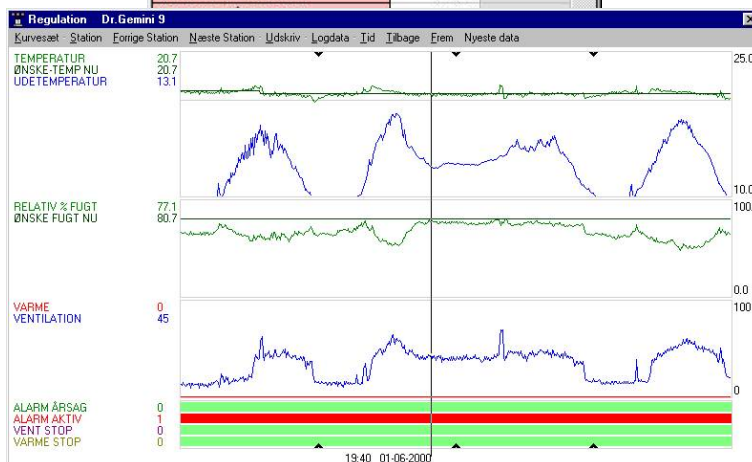 Regulation Dr.Gemini 9
Kurvesæt Station Forrige Station Næste Station Udskriv Logdata Tid Tilbage Frem Nyeste data
TEMPERATUR 20.7 25.0
ØNSKE-TEMP NU 20.7
UDETEMPERATUR 13.1
10.0
RELATIV % FUGT 77.1 100.
ØNSKE FUGT NU 80.7
0.0
VARME 0 100
VENTILATION 45
0
ALARM ÅRSAG 0
ALARM AKTIV 1
VENT STOP 0
VARME STOP 0
19:40 01-06-2000